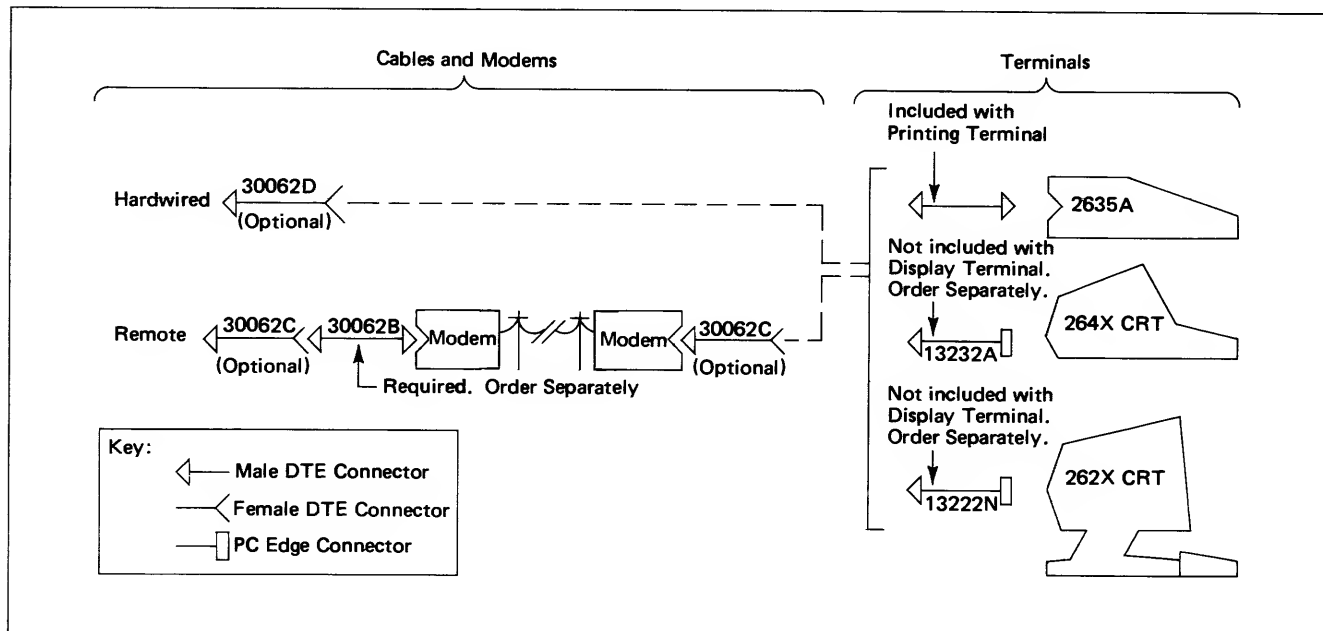 Cables and Modems
Terminals
Included with
Printing Terminal
Hardwired
30062D
(Optional)
2635A
Not included with
Display Terminal.
Order Separately.
Remote
30062C
(Optional)
30062B
Modem
Modem
30062C
(Optional)
Required. Order Separately
13232A
264X CRT
Not included with
Display Terminal.
Order Separately.
13222N
262X CRT
Key:
Male DTE Connector
Female DTE Connector
PC Edge Connector